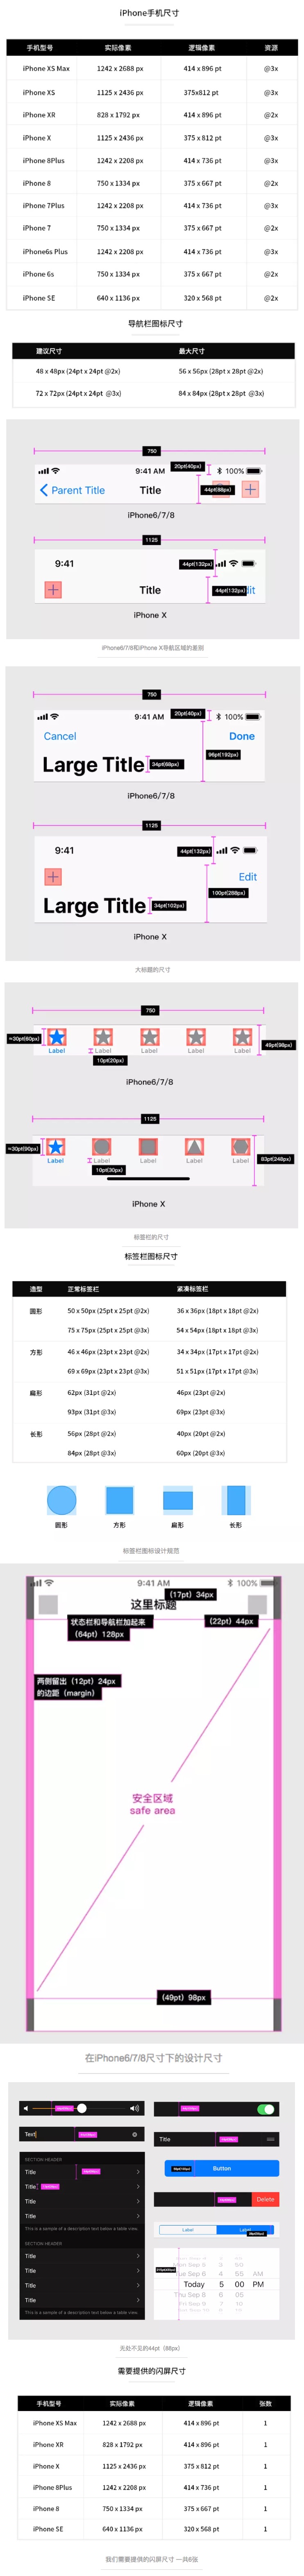 iPhone手机尺寸
手机型号 实际像素 逻辑像素 资源
iPhone XS Max 1242 x 2688 px 414 x 896 pt @3x
iPhone XS 1125 x 2436 px 375x812 pt @3x
iPhone XR 828 x 1792 px 414 x 896 pt @2x
iPhone X 1125 x 2436 px 375 x 812 pt @3x
iPhone 8Plus 1242 x 2208 px 414 x 736 pt @3x
iPhone 8 750 x 1334 px 375 x 667 pt @2x
iPhone 7Plus 1242 x 2208 px 414 x 736 pt @3x
iPhone 7 750 x 1334 px 375 x 667 pt @2x
iPhone6s Plus 1242 x 2208 px 414 x 736 pt @3x
iPhone 6s 750 x 1334 px 375 x 667 pt @2x
iPhone SE 640 x 1136 px 320 x 568 pt @2x
导航栏图标尺寸
建议尺寸 最大尺寸
48 x 48px (24pt x 24pt @2x) 56 x 56px (28pt x 28pt @2x)
72 x 72px (24pt x 24pt @3x) 84 x 84px (28pt x 28pt @3x)
750
9:41 AM 20pt(40px) 100%
Parent Title Title 44pt(88px)
iPhone6/7/8
1125
9:41 44pt(132px)
Title 44pt(132px) dit
iPhone X
iPhone6/7/8和iPhone X导航区域的差别
750
9:41 AM 20pt(40px) 100%
Cancel Done
96pt(192px)
Large Title 34pt(68px)
iPhone6/7/8
1125
9:41 44pt(132px)
Edit
100pt(288px)
Large Title 34pt(102px)
iPhone X
大标题的尺寸
750
≈30pt(60px) 49pt(98px)
Label Label Label Label Label
10pt(20px)
iPhone6/7/8
1125
≈30pt(90px) 83pt(248px)
Label Label Label Label Label
10pt(30px)
iPhone X
标签栏的尺寸
标签栏图标尺寸
造型 正常标签栏 紧凑标签栏
圆形 50 x 50px (25pt x 25pt @2x) 36 x 36px (18pt x 18pt @2x)
75 x 75px (25pt x 25pt @3x) 54 x 54px (18pt x 18pt @3x)
方形 46 x 46px (23pt x 23pt @2x) 34 x 34px (17pt x 17pt @2x)
69 x 69px (23pt x 23pt @3x) 51 x 51px (17pt x 17pt @3x)
扁形 62px (31pt @2x) 46px (23pt @2x)
93px (31pt @3x) 69px (23pt @3x)
长形 56px (28pt @2x) 40px (20pt @2x)
84px (28pt @3x) 60px (20pt @3x)
圆形 方形 扁形 长形
标签栏图标设计规范
9:41 AM 100%
(17pt) 34px
这里标题
状态栏和导航栏加起来 (22pt) 44px
(64pt) 128px
两侧留出 (12pt) 24px
的边距 (margin)
安全区域
safe area
(49pt) 98px
在iPhone6/7/8尺寸下的设计尺寸
Text
Title
SECTION HEADER
Title
Title
Title
Title
This is a sample of a description text below a table view.
SECTION HEADER
Title
Title
Title
Title
This is a sample of a description text below a table view.
Button
Delete
Label Label
Today 5 00 PM
无处不在的44pt（88px）
需要提供的闪屏尺寸
手机型号 实际像素 逻辑像素 张数
iPhone XS Max 1242 x 2688 px 414 x 896 pt 1
iPhone XR 828 x 1792 px 414 x 896 pt 1
iPhone X 1125 x 2436 px 375 x 812 pt 1
iPhone 8Plus 1242 x 2208 px 414 x 736 pt 1
iPhone 8 750 x 1334 px 375 x 667 pt 1
iPhone SE 640 x 1136 px 320 x 568 pt 1
我们需要提供的闪屏尺寸 一共6张